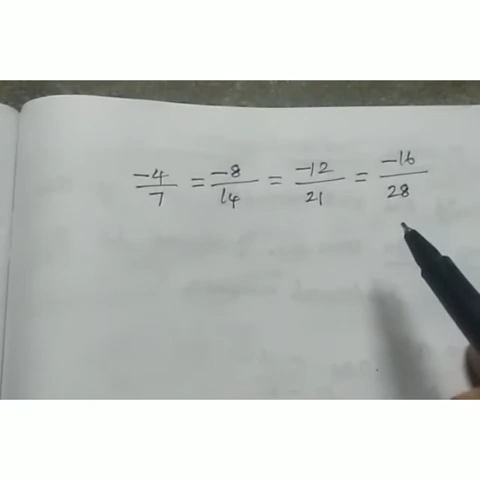 -4/7 = -8/14 = -12/21 = -16/28